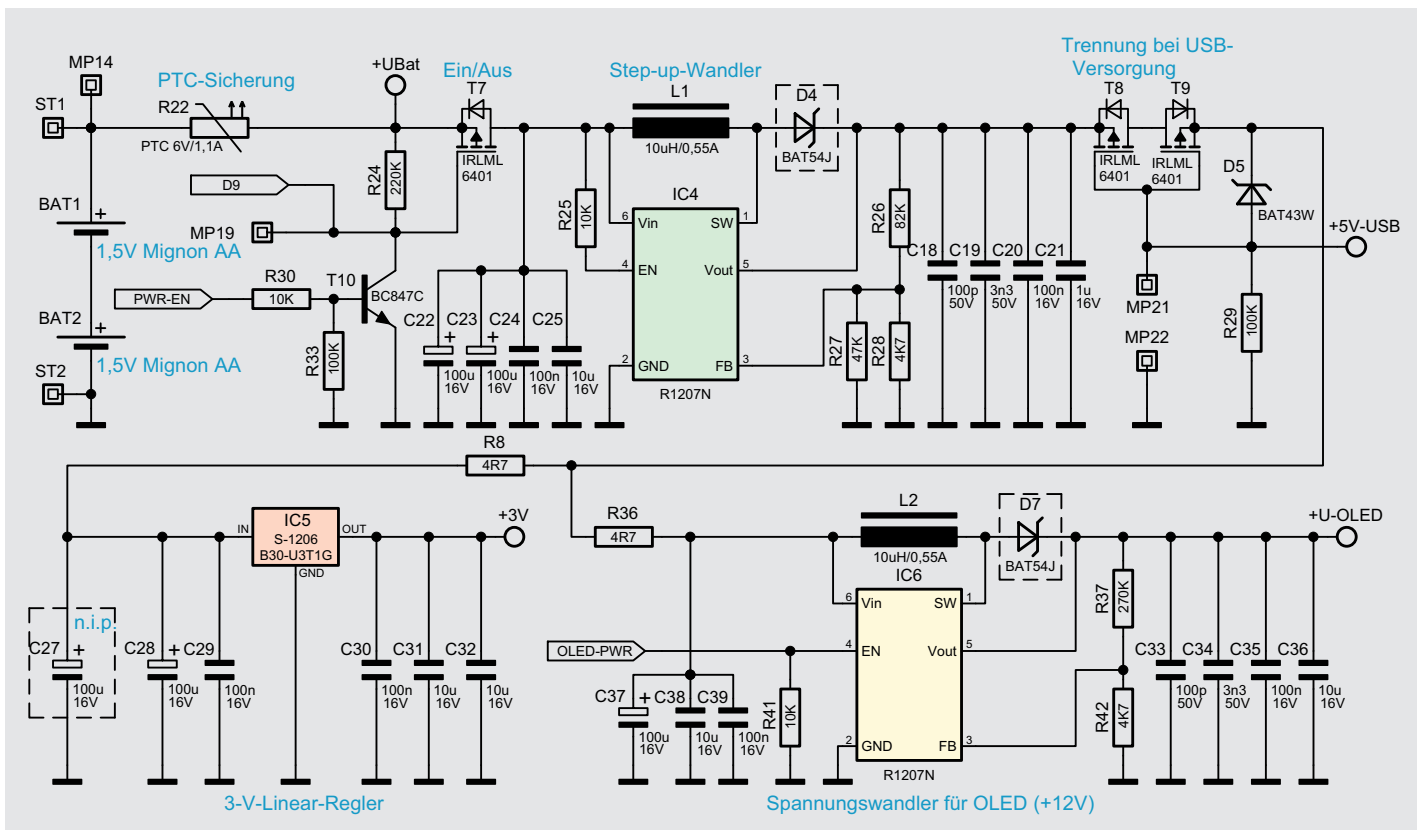 MP14
ST1
PTC-Sicherung
R22
PTC 6V/1,1A
+UBat
Ein/Aus
T7
IRLML
6401
Step-up-Wandler
L1
10uH/0,55A
D4
BAT54J
Trennung bei USB-
Versorgung
T8
T9
IRLML
6401
IRLML
6401
D5
BAT43W
+5V-USB
R24
220K
D9
MP19
BAT1
+
1,5V Mignon AA
BAT2
+
1,5V Mignon AA
ST2
PWR-EN
R30
10K
T10
BC847C
R33
100K
R25
10K
IC4
6
Vin
SW
1
4
EN
Vout
5
2
GND
FB
3
R1207N
C22
+
100u
16V
C23
+
100u
16V
C24
100n
16V
C25
10u
16V
R26
82K
R27
47K
R28
4K7
C18
100p
50V
C19
3n3
50V
C20
100n
16V
C21
1u
16V
MP21
MP22
R29
100K
R8
4R7
IN
IC5
S-1206
B30-U3T1G
OUT
GND
+3V
n.i.p.
C27
+
100u
16V
C28
+
100u
16V
C29
100n
16V
C30
100n
16V
C31
10u
16V
C32
10u
16V
3-V-Linear-Regler
R36
4R7
L2
10uH/0,55A
D7
BAT54J
+U-OLED
IC6
6
Vin
SW
1
4
EN
Vout
5
2
GND
FB
3
R1207N
OLED-PWR
C37
+
100u
16V
C38
10u
16V
C39
100n
16V
R41
10K
R37
270K
R42
4K7
C33
100p
50V
C34
3n3
50V
C35
100n
16V
C36
10u
16V
Spannungswandler für OLED (+12V)